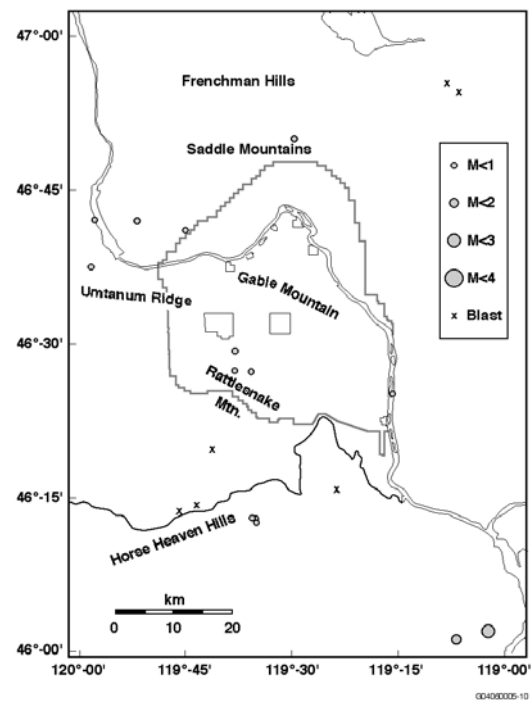 47°-00'
Frenchman Hills
Saddle Mountains
M<1
46°-45'
M<2
M<3
Gable Mountain
M<4
Umtanum Ridge
Blast
46°-30'
Rattlesnake
Mtn.
46°-15'
Horse Heaven Hills
km
0 10 20
46°-00'
120°-00' 119°-45' 119°-30' 119°-15' 119°-00'
G04060005-10